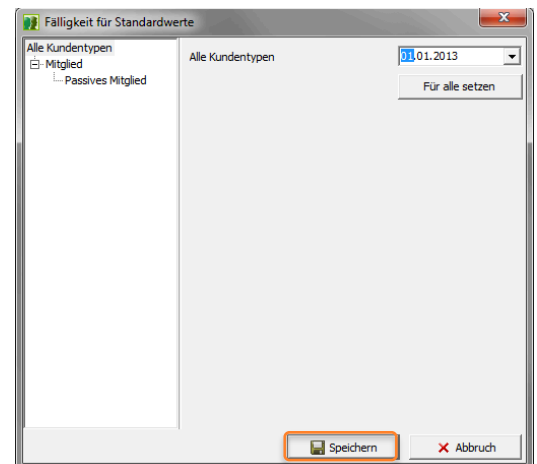 Fälligkeit für Standardwerte
Alle Kundentypen
Mitglied
Passives Mitglied
Alle Kundentypen
01.01.2013
Für alle setzen
Speichern
Abbruch